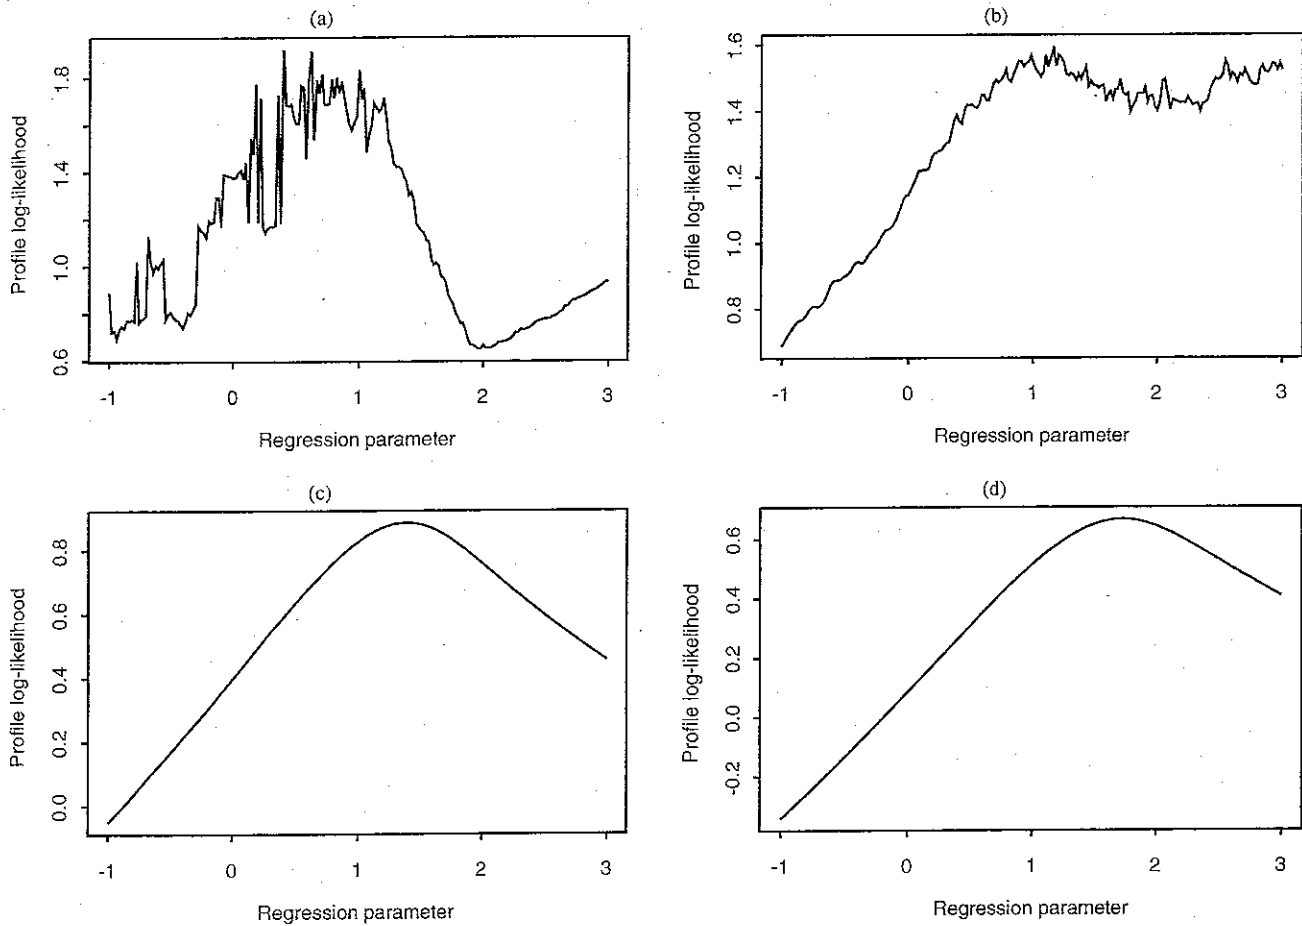 (a)
Profile log-likelihood
1.8
1.4
1.0
0.6
-1 0 1 2 3
Regression parameter
(b)
Profile log-likelihood
1.6
1.4
1.2
1.0
0.8
-1 0 1 2 3
Regression parameter
(c)
Profile log-likelihood
0.8
0.6
0.4
0.2
0.0
-1 0 1 2 3
Regression parameter
(d)
Profile log-likelihood
0.6
0.4
0.2
0.0
-0.2
-1 0 1 2 3
Regression parameter